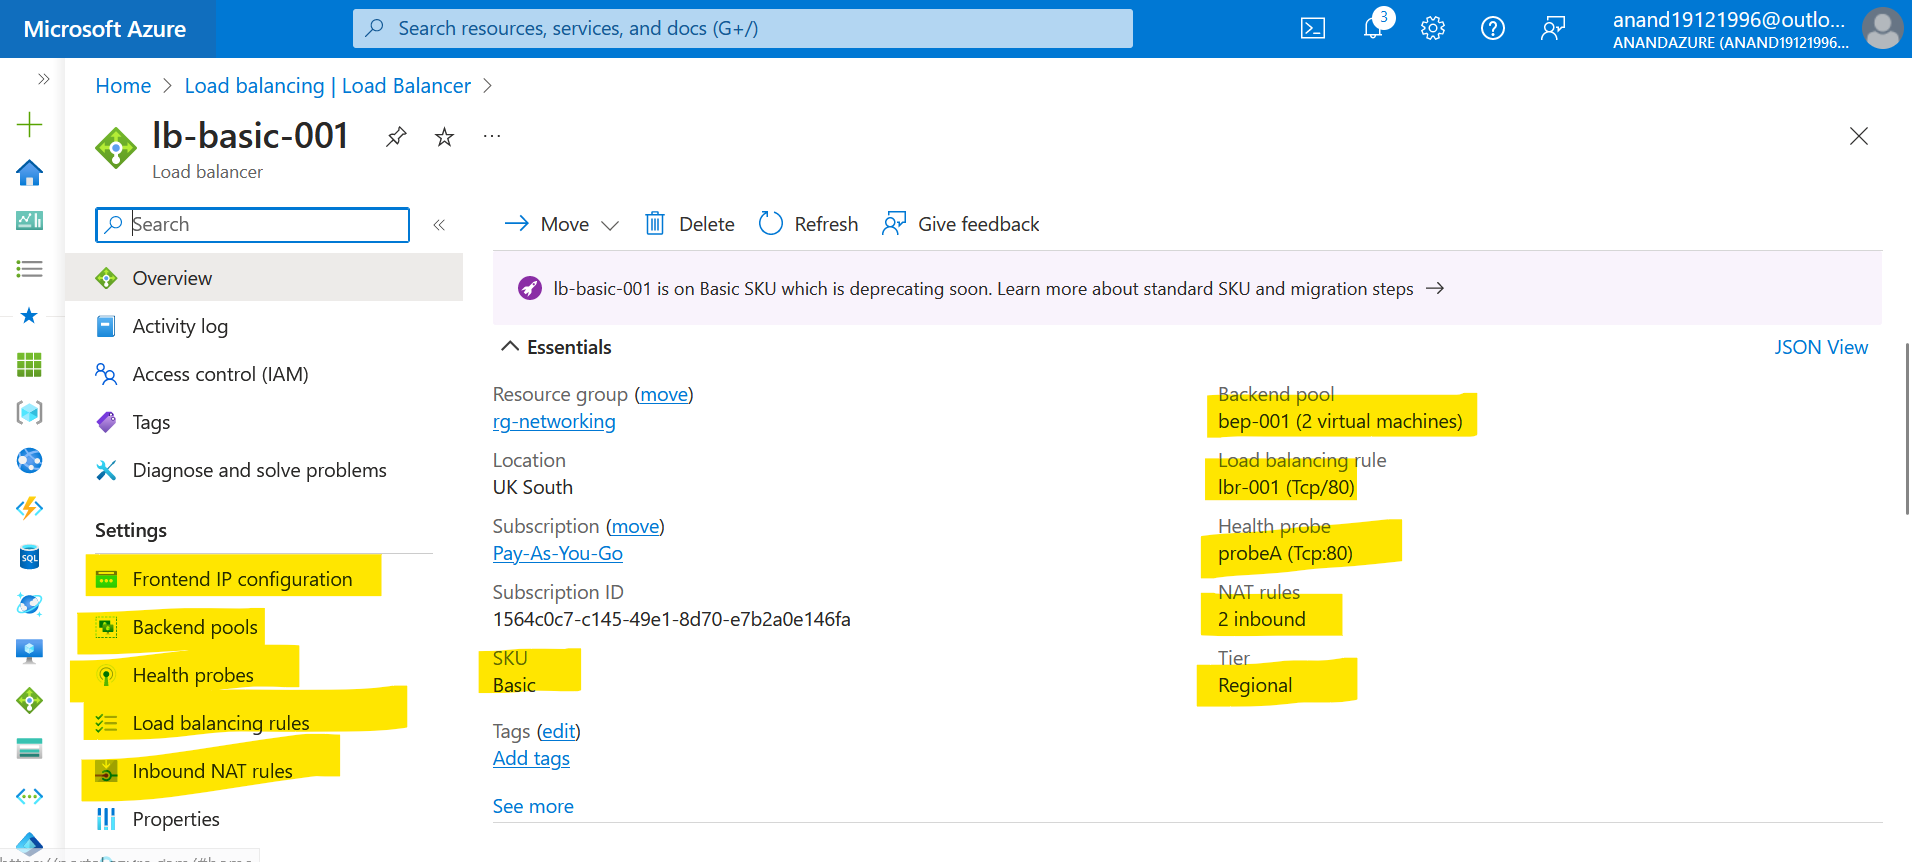 Microsoft Azure
Search resources, services, and docs (G+/)
3
anand19121996@outlo...
ANANDAZURE (ANAND19121996...
Home > Load balancing | Load Balancer >
lb-basic-001
Load balancer
Search
Move
Delete
Refresh
Give feedback
Overview
Activity log
Access control (IAM)
Tags
Diagnose and solve problems
Settings
Frontend IP configuration
Backend pools
Health probes
Load balancing rules
Inbound NAT rules
Properties
lb-basic-001 is on Basic SKU which is deprecating soon. Learn more about standard SKU and migration steps →
Essentials
JSON View
Resource group (move)
rg-networking
Location
UK South
Subscription (move)
Pay-As-You-Go
Subscription ID
1564c0c7-c145-49e1-8d70-e7b2a0e146fa
SKU
Basic
Tags (edit)
Add tags
See more
Backend pool
bep-001 (2 virtual machines)
Load balancing rule
lbr-001 (Tcp/80)
Health probe
probeA (Tcp:80)
NAT rules
2 inbound
Tier
Regional
SQL